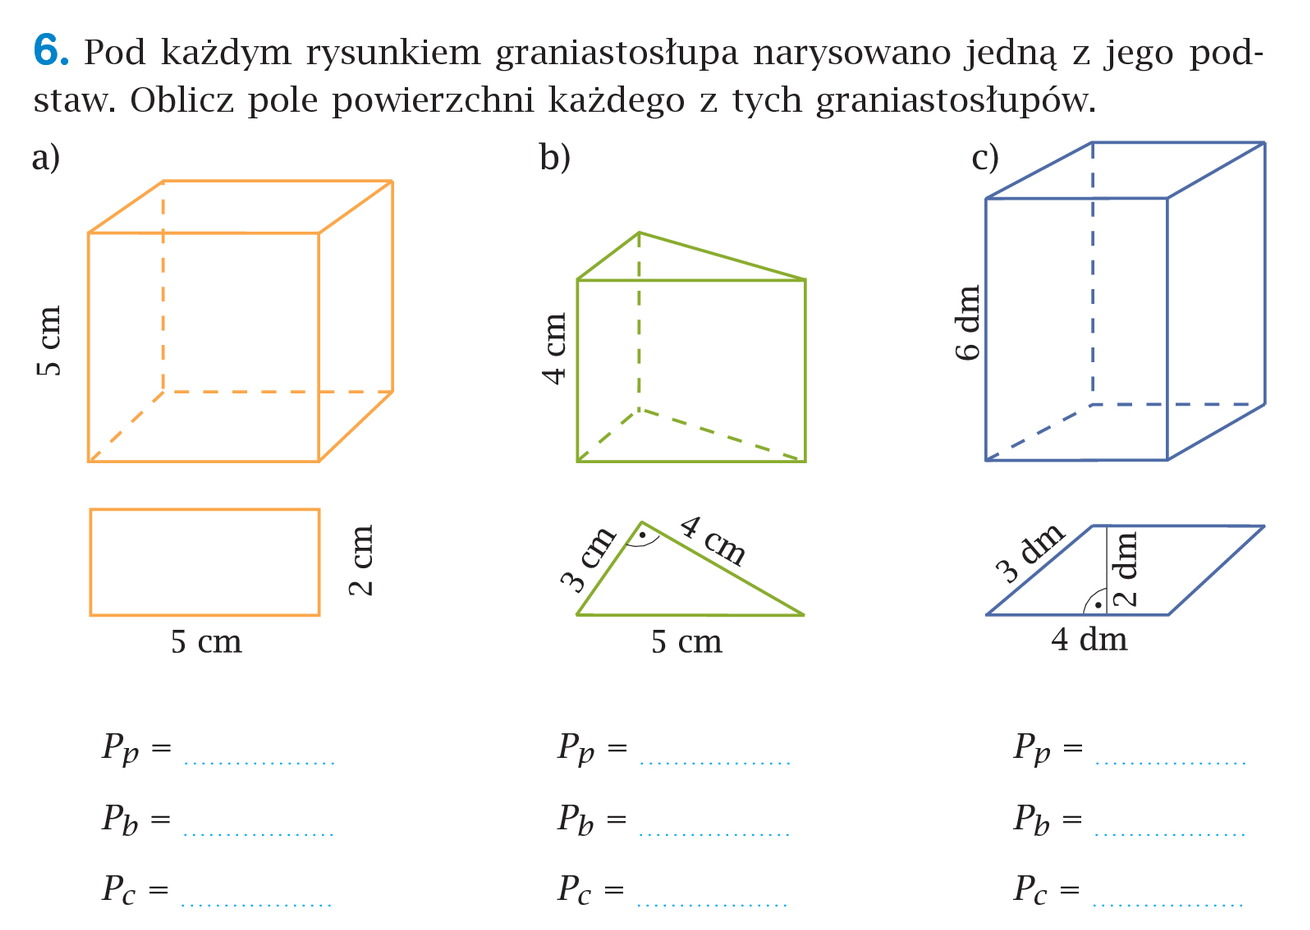 6. Pod każdym rysunkiem graniastosłupa narysowano jedną z jego pod-
staw. Oblicz pole powierzchni każdego z tych graniastosłupów.
a)
b)
c)
5 cm
4 cm
6 dm
2 cm
5 cm
3 cm
4 cm
5 cm
3 dm
2 dm
4 dm
Pp = ..................
Pp = ..................
Pp = ..................
Pb = ..................
Pb = ..................
Pb = ..................
Pc = ..................
Pc = ..................
Pc = ..................